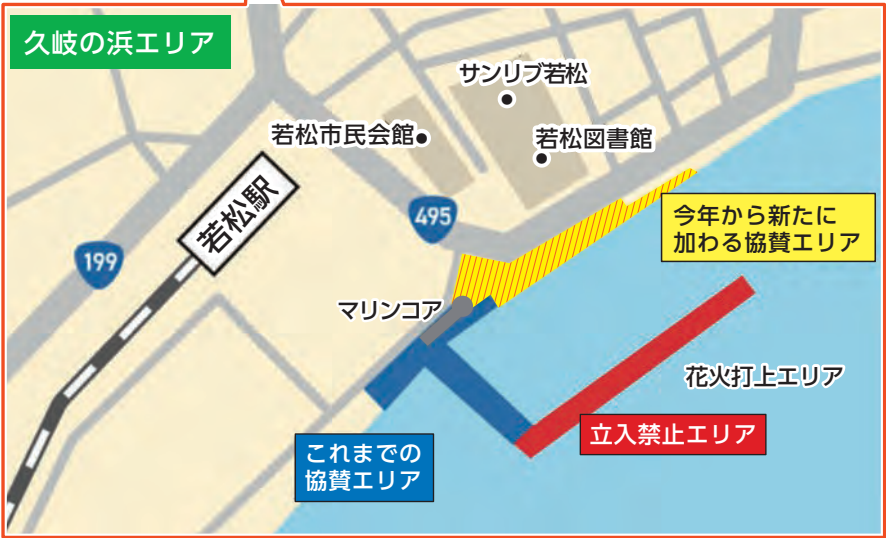 久岐の浜エリア
サンリブ若松
若松市民会館
若松図書館
若松駅
495
199
今年から新たに
加わる協賛エリア
マリンコア
花火打上エリア
立入禁止エリア
これまでの
協賛エリア